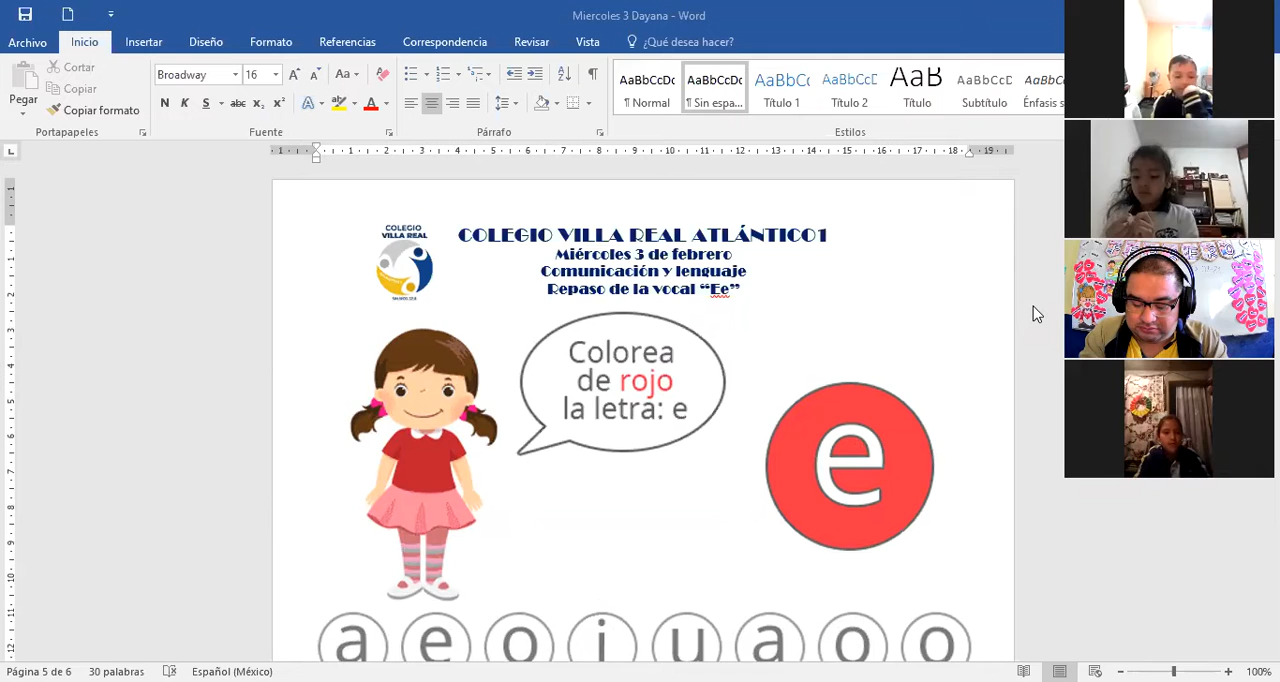 Miercoles 3 Dayana - Word
Archivo Inicio Insertar Diseño Formato Referencias Correspondencia Revisar Vista ¿Qué desea hacer?
Pegar
Cortar
Copiar
Copiar formato
Portapapeles
Broadway 16
N K S abc x₂ x²
Fuente
Párrafo
AaBbCcDc ¶ Normal
AaBbCcDc ¶ Sin espa...
AaBbCc Título 1
AaBbCcD Título 2
AaB Título
AaBbCcD Subtítulo
Estilos
COLEGIO
VILLA REAL
COLEGIO VILLA REAL ATLÁNTICO1
Miércoles 3 de febrero
Comunicación y lenguaje
Repaso de la vocal “Ee”
Colorea
de rojo
la letra: e
e
a e o i u a o o
Página 5 de 6 30 palabras Español (México) 100%